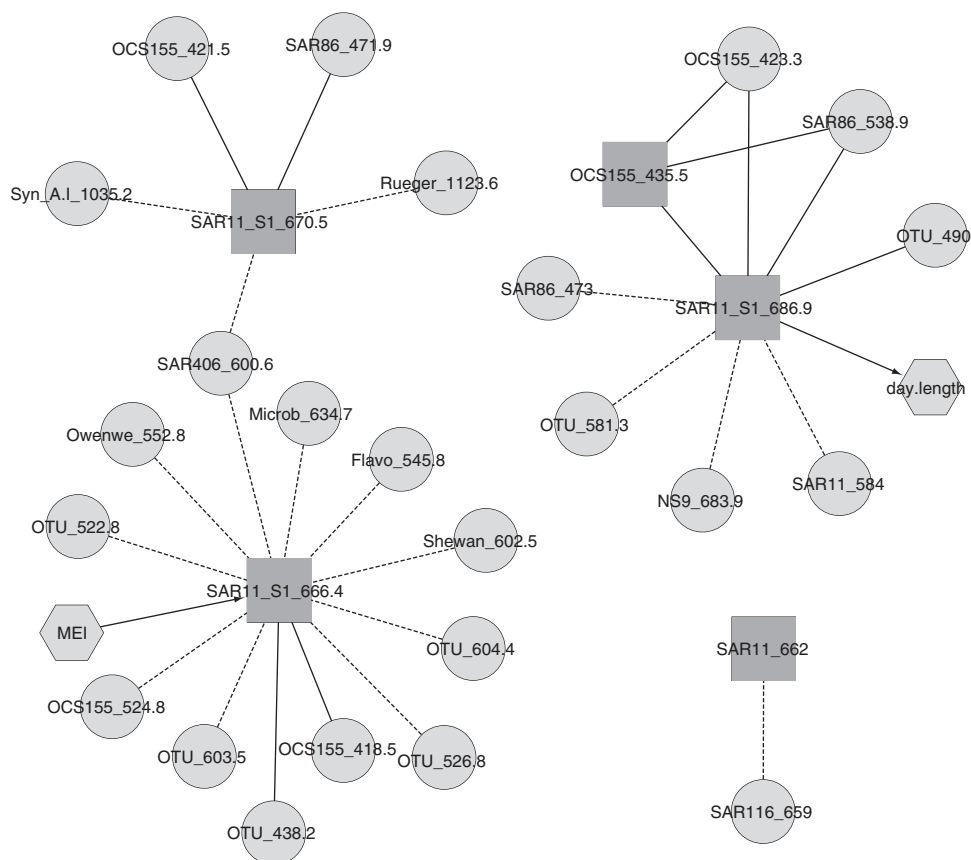 OCS155_421.5
SAR86_471.9
Syn_A.I_1035.2
Rueger_1123.6
SAR11_S1_670.5
SAR406_600.6
Microb_634.7
Owenwe_552.8
Flavo_545.8
OTU_522.8
Shewan_602.5
SAR11_S1_666.4
MEI
OTU_604.4
OCS155_524.8
OTU_603.5
OCS155_418.5
OTU_526.8
OTU_438.2
OCS155_423.3
SAR86_538.9
OCS155_435.5
OTU_490
SAR86_473
SAR11_S1_686.9
day.length
OTU_581.3
NS9_683.9
SAR11_584
SAR11_662
SAR116_659